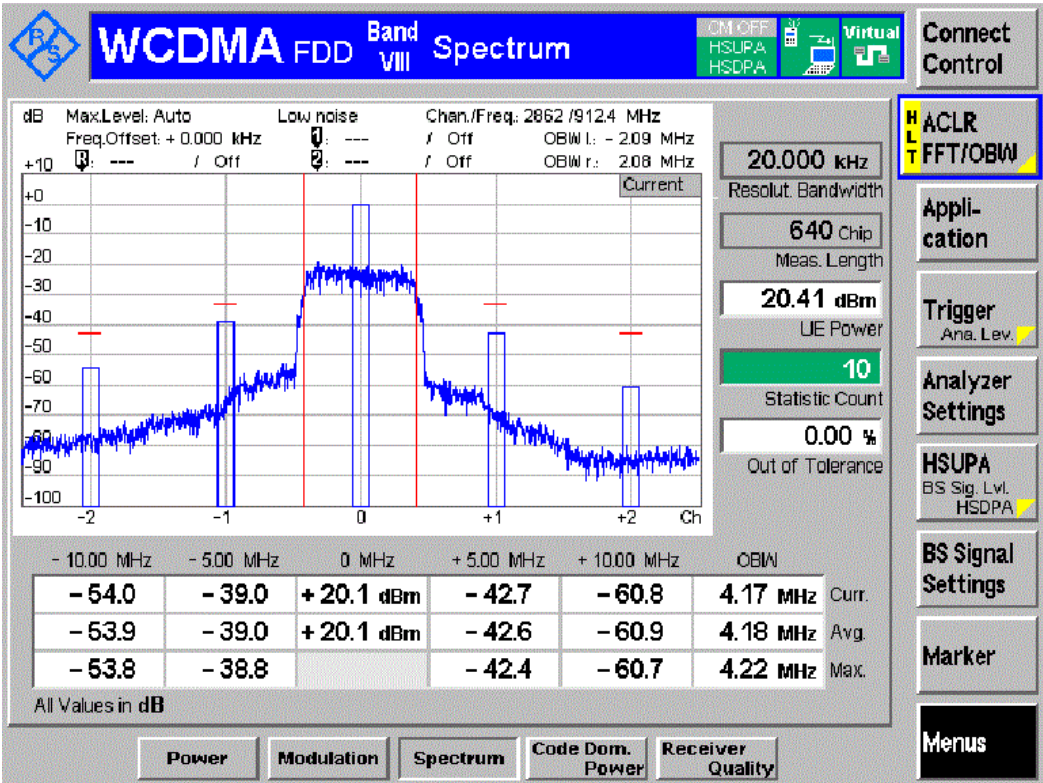 R&S
WCDMA FDD Band VIII Spectrum
CM OFF
HSUPA
HSDPA
Virtual
Connect Control
dB Max.Level: Auto Low noise Chan./Freq.: 2862 /912.4 MHz
Freq.Offset: + 0.000 kHz 1: --- / Off OBW l.: - 2.09 MHz
+10 R: --- / Off 2: --- / Off OBW r.: 2.08 MHz
Current
+0
-10
-20
-30
-40
-50
-60
-70
-80
-90
-100
-2 -1 0 +1 +2 Ch
20.000 kHz
Resolut. Bandwidth
640 Chip
Meas. Length
20.41 dBm
UE Power
10
Statistic Count
0.00 %
Out of Tolerance
- 10.00 MHz - 5.00 MHz 0 MHz + 5.00 MHz + 10.00 MHz OBW
- 54.0 - 39.0 + 20.1 dBm - 42.7 - 60.8 4.17 MHz Curr.
- 53.9 - 39.0 + 20.1 dBm - 42.6 - 60.9 4.18 MHz Avg.
- 53.8 - 38.8 - 42.4 - 60.7 4.22 MHz Max.
All Values in dB
HLT
ACLR
FFT/OBW
Appli-
cation
Trigger
Ana. Lev.
Analyzer
Settings
HSUPA
BS Sig. Lvl.
HSDPA
BS Signal
Settings
Marker
Menus
Power
Modulation
Spectrum
Code Dom.
Power
Receiver
Quality